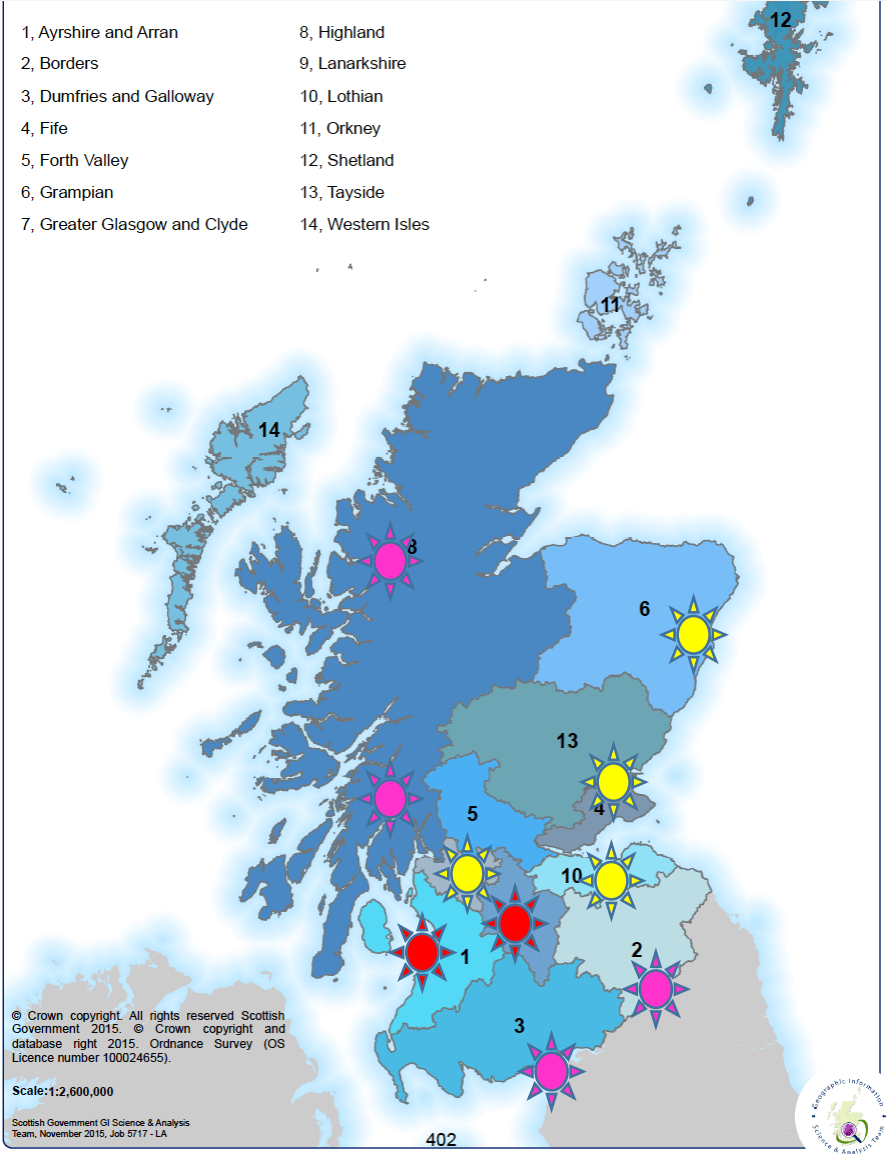 1, Ayrshire and Arran
2, Borders
3, Dumfries and Galloway
4, Fife
5, Forth Valley
6, Grampian
7, Greater Glasgow and Clyde
8, Highland
9, Lanarkshire
10, Lothian
11, Orkney
12, Shetland
13, Tayside
14, Western Isles
12
11
14
8
6
13
4
5
10
1
2
3
© Crown copyright. All rights reserved Scottish
Government 2015. © Crown copyright and
database right 2015. Ordnance Survey (OS
Licence number 100024655).
Scale:1:2,600,000
Scottish Government GI Science & Analysis
Team, November 2015, Job 5717 - LA
402
Geographic Information
Science & Analysis Team